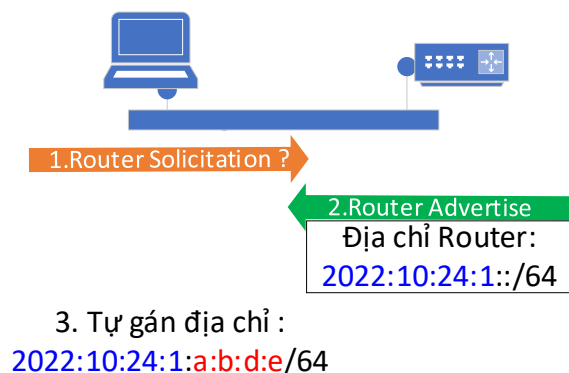 1.Router Solicitation ?
2.Router Advertise
Địa chỉ Router:
2022:10:24:1::/64
3. Tự gán địa chỉ :
2022:10:24:1:a:b:d:e/64